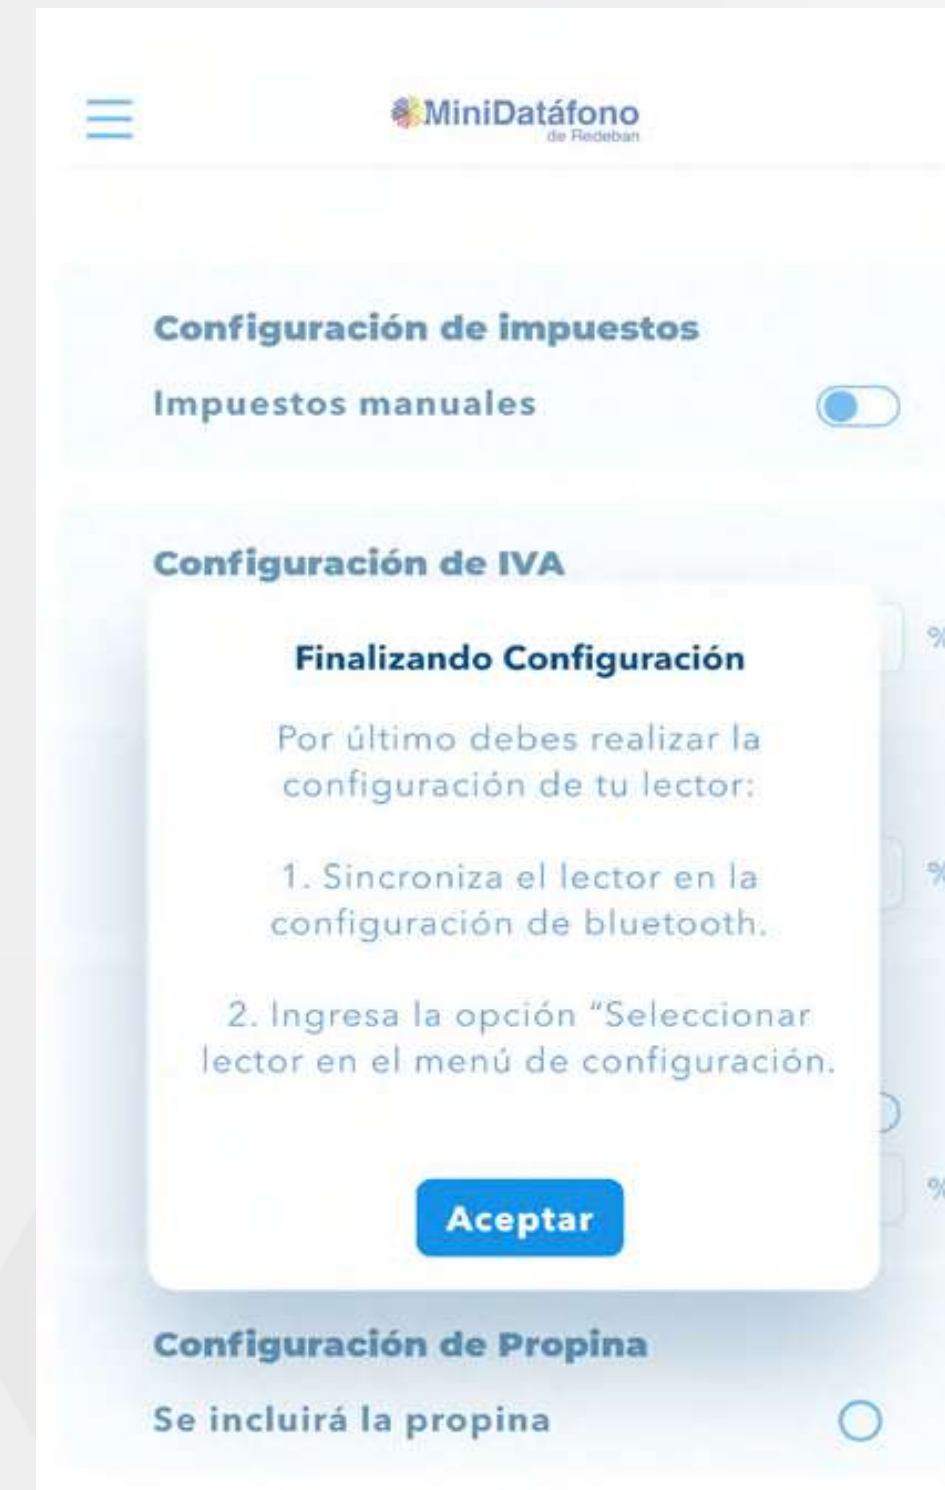 MiniDatáfono
de Redeban
Configuración de impuestos
Impuestos manuales
Configuración de IVA
%
Finalizando Configuración
Por último debes realizar la
configuración de tu lector:
%
1. Sincroniza el lector en la
configuración de bluetooth.
2. Ingresa la opción “Seleccionar
lector en el menú de configuración.
%
Aceptar
Configuración de Propina
Se incluirá la propina